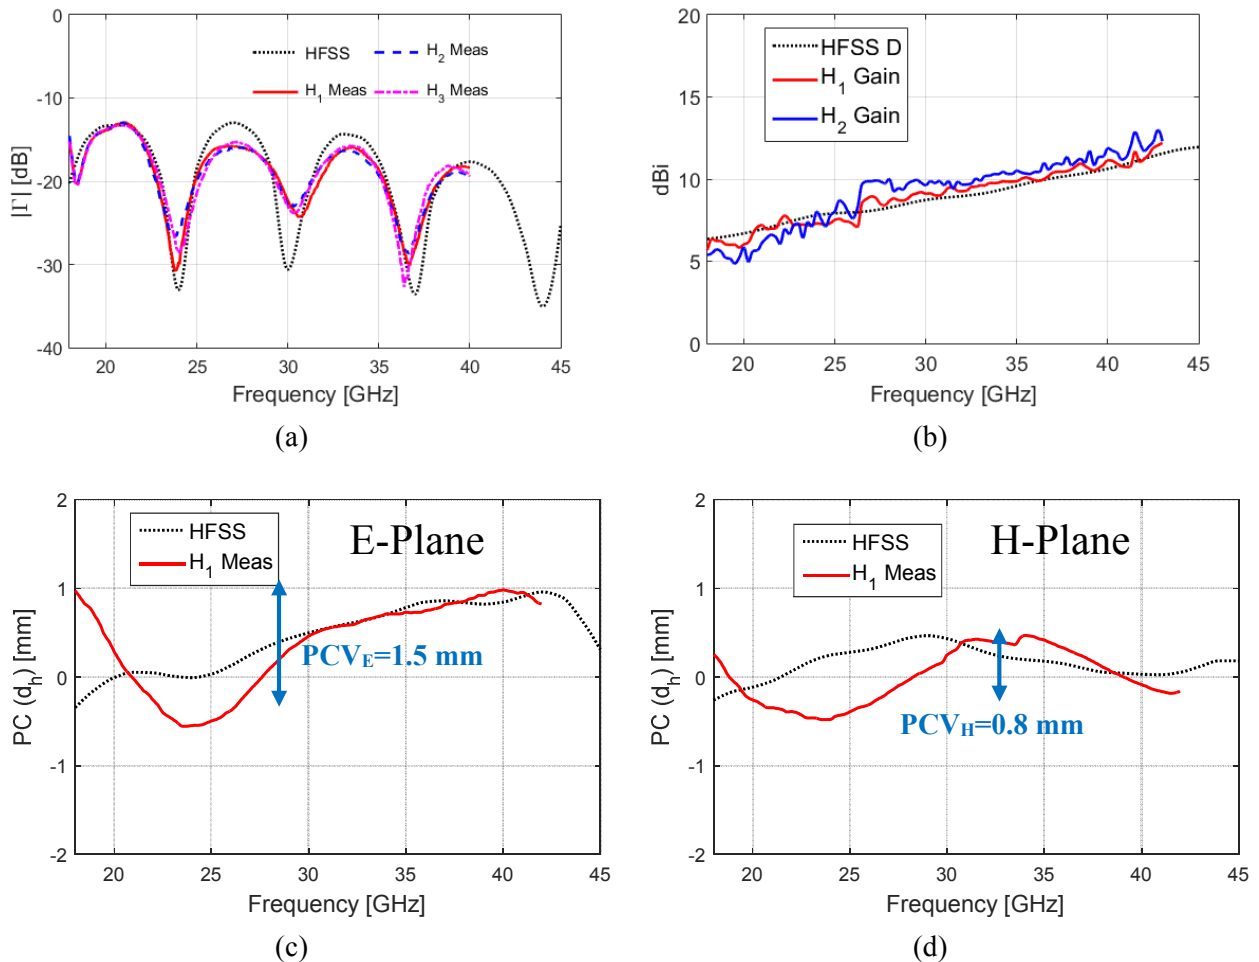 0
-10
-20
-30
-40
|Γ| [dB]
HFSS
H1 Meas
H2 Meas
H3 Meas
20 25 30 35 40 45
Frequency [GHz]
(a)
20
15
10
5
0
dBi
HFSS D
H1 Gain
H2 Gain
20 25 30 35 40 45
Frequency [GHz]
(b)
2
1
0
-1
-2
PC (dh) [mm]
HFSS
H1 Meas
E-Plane
PCVE=1.5 mm
20 25 30 35 40 45
Frequency [GHz]
(c)
2
1
0
-1
-2
PC (dh) [mm]
HFSS
H1 Meas
H-Plane
PCVH=0.8 mm
20 25 30 35 40 45
Frequency [GHz]
(d)